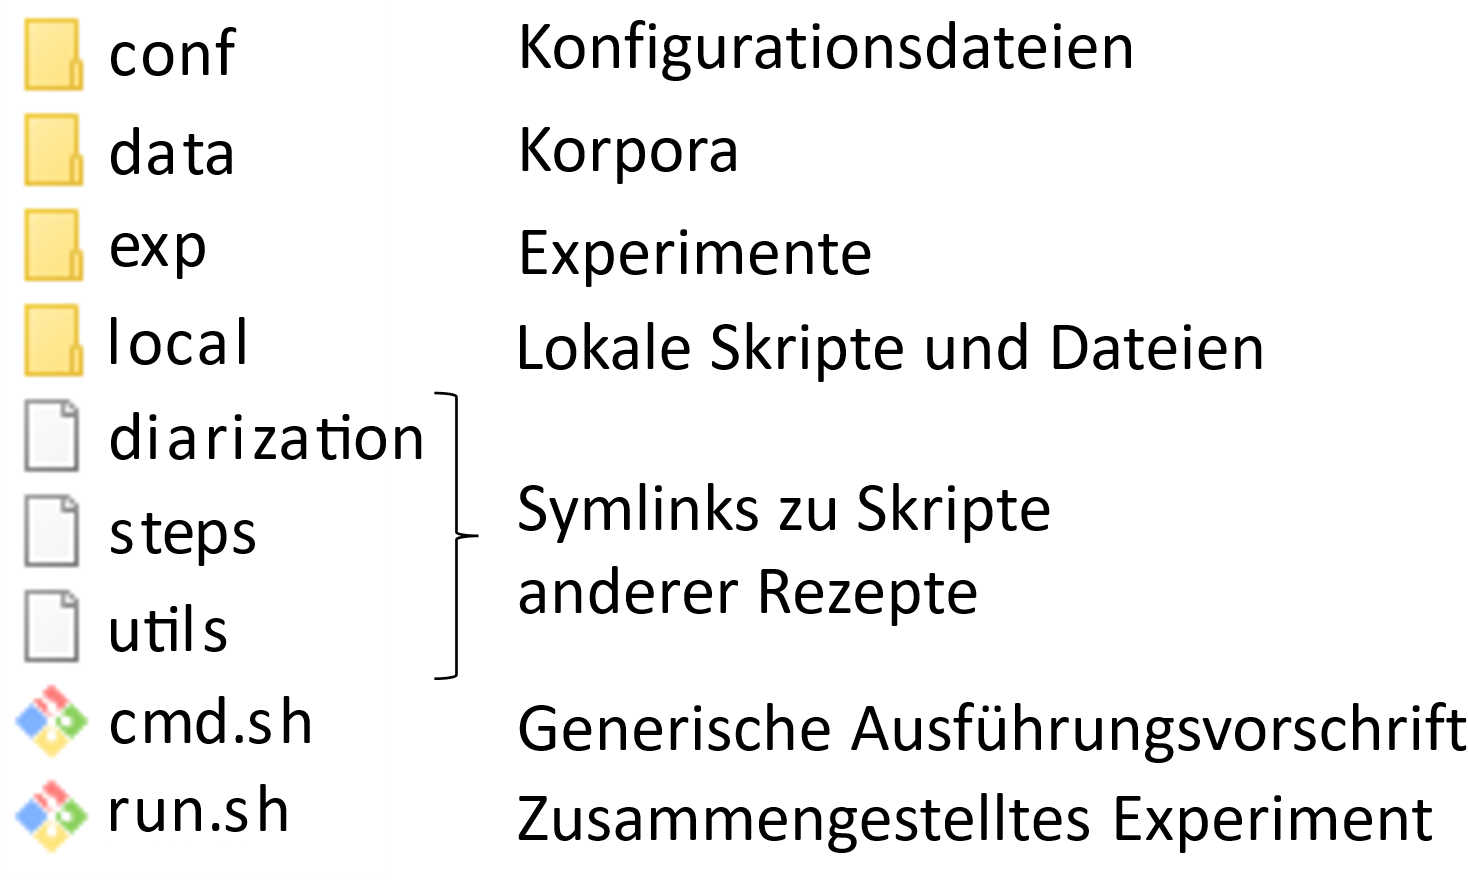 conf Konfigurationsdateien
data Korpora
exp Experimente
local Lokale Skripte und Dateien
diarization
steps
utils
Symlinks zu Skripte
anderer Rezepte
cmd.sh Generische Ausführungsvorschrift
run.sh Zusammengestelltes Experiment